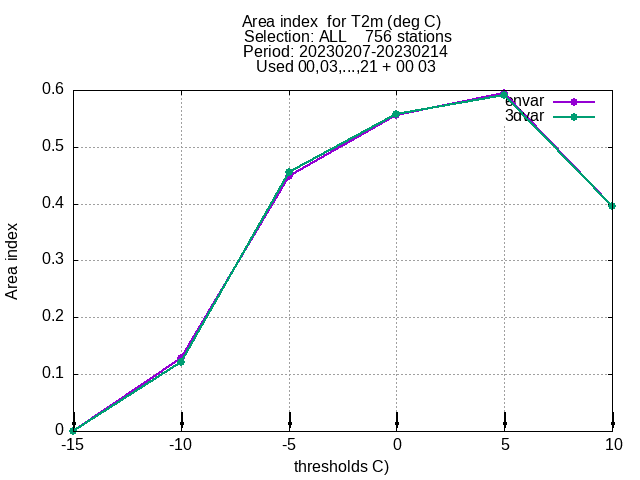 Area index  for T2m (deg C)
Selection: ALL    756 stations
Period: 20230207-20230214
Used 00,03,...,21 + 00 03
envar
3dvar
0.6
0.5
0.4
0.3
0.2
0.1
0
Area index
-15 -10 -5 0 5 10
thresholds C)